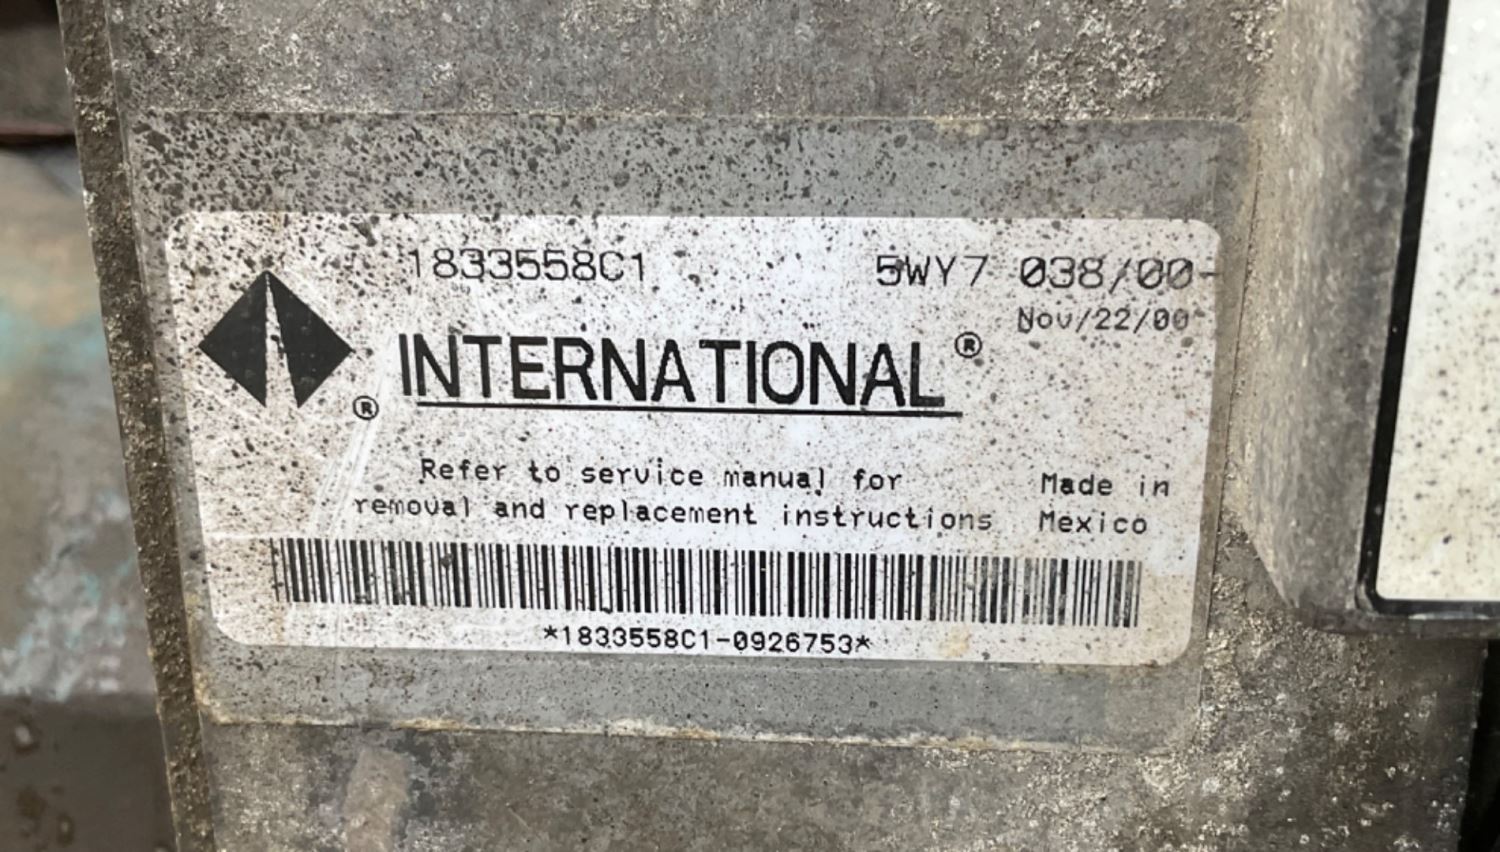 1833558C1 5WY7 038/00-
Nov/22/00
INTERNATIONAL®
®
Refer to service manual for Made in
removal and replacement instructions Mexico
*1833558C1-0926753*